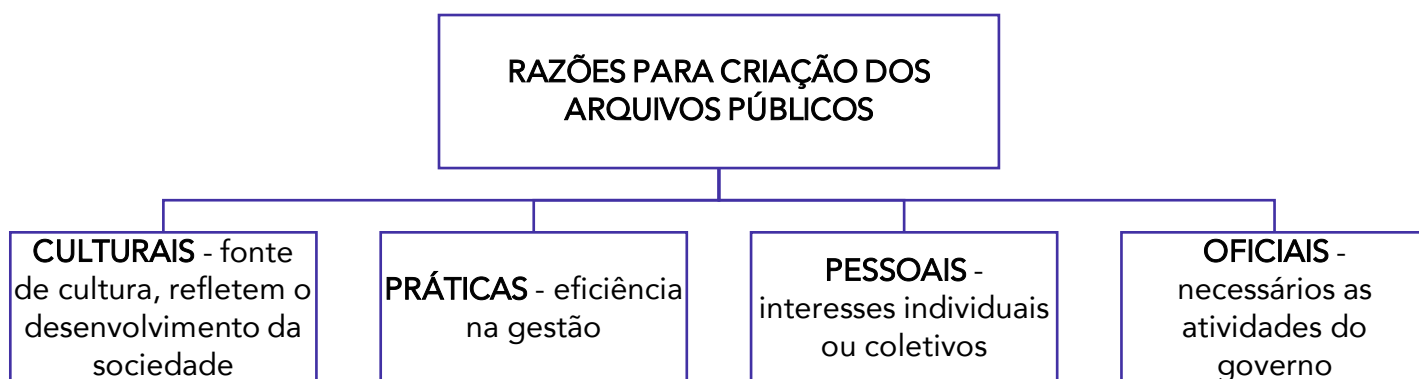 RAZÕES PARA CRIAÇÃO DOS
ARQUIVOS PÚBLICOS
CULTURAIS - fonte
de cultura, refletem o
desenvolvimento da
sociedade
PRÁTICAS - eficiência
na gestão
PESSOAIS -
interesses individuais
ou coletivos
OFICIAIS -
necessários as
atividades do
governo